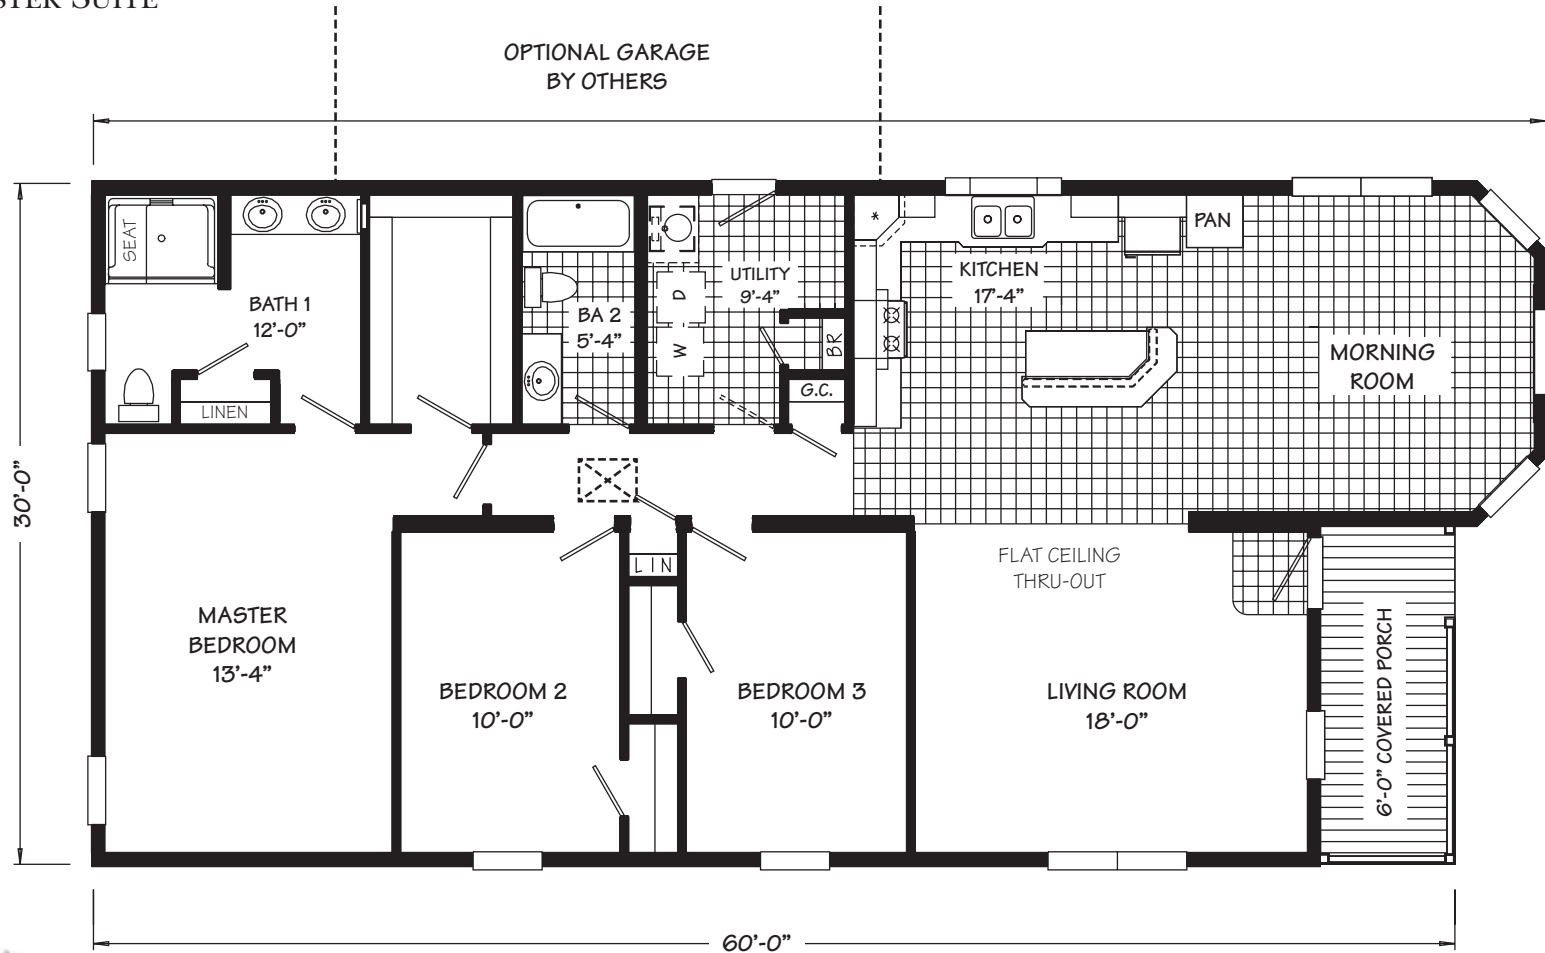 SUITE
OPTIONAL GARAGE
BY OTHERS
SEAT
BATH 1
12'-0"
LINEN
BA 2
5'-4"
UTILITY
9'-4"
D
W
BR
G.C.
*
KITCHEN
17'-4"
PAN
MORNING
ROOM
30'-0"
MASTER
BEDROOM
13'-4"
BEDROOM 2
10'-0"
LIN
BEDROOM 3
10'-0"
FLAT CEILING
THRU-OUT
LIVING ROOM
18'-0"
6'-0" COVERED PORCH
60'-0"